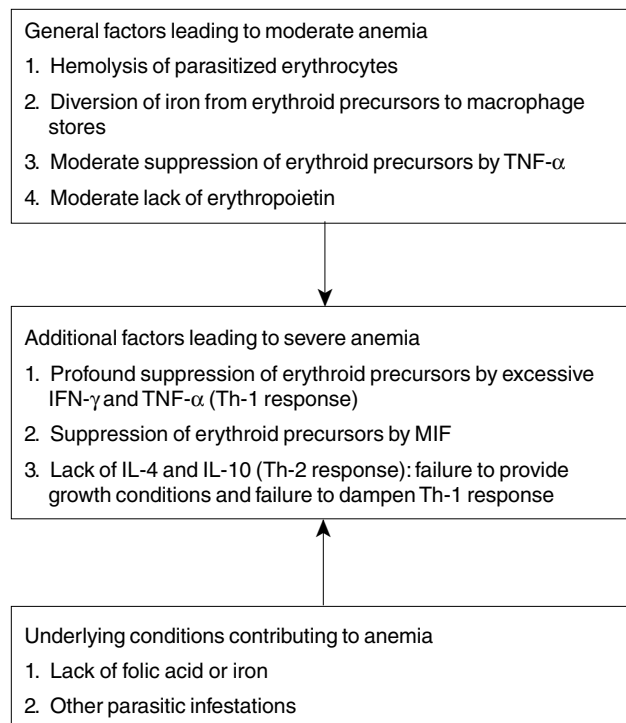 General factors leading to moderate anemia
1. Hemolysis of parasitized erythrocytes
2. Diversion of iron from erythroid precursors to macrophage
stores
3. Moderate suppression of erythroid precursors by TNF-α
4. Moderate lack of erythropoietin
Additional factors leading to severe anemia
1. Profound suppression of erythroid precursors by excessive
IFN-γ and TNF-α (Th-1 response)
2. Suppression of erythroid precursors by MIF
3. Lack of IL-4 and IL-10 (Th-2 response): failure to provide
growth conditions and failure to dampen Th-1 response
Underlying conditions contributing to anemia
1. Lack of folic acid or iron
2. Other parasitic infestations